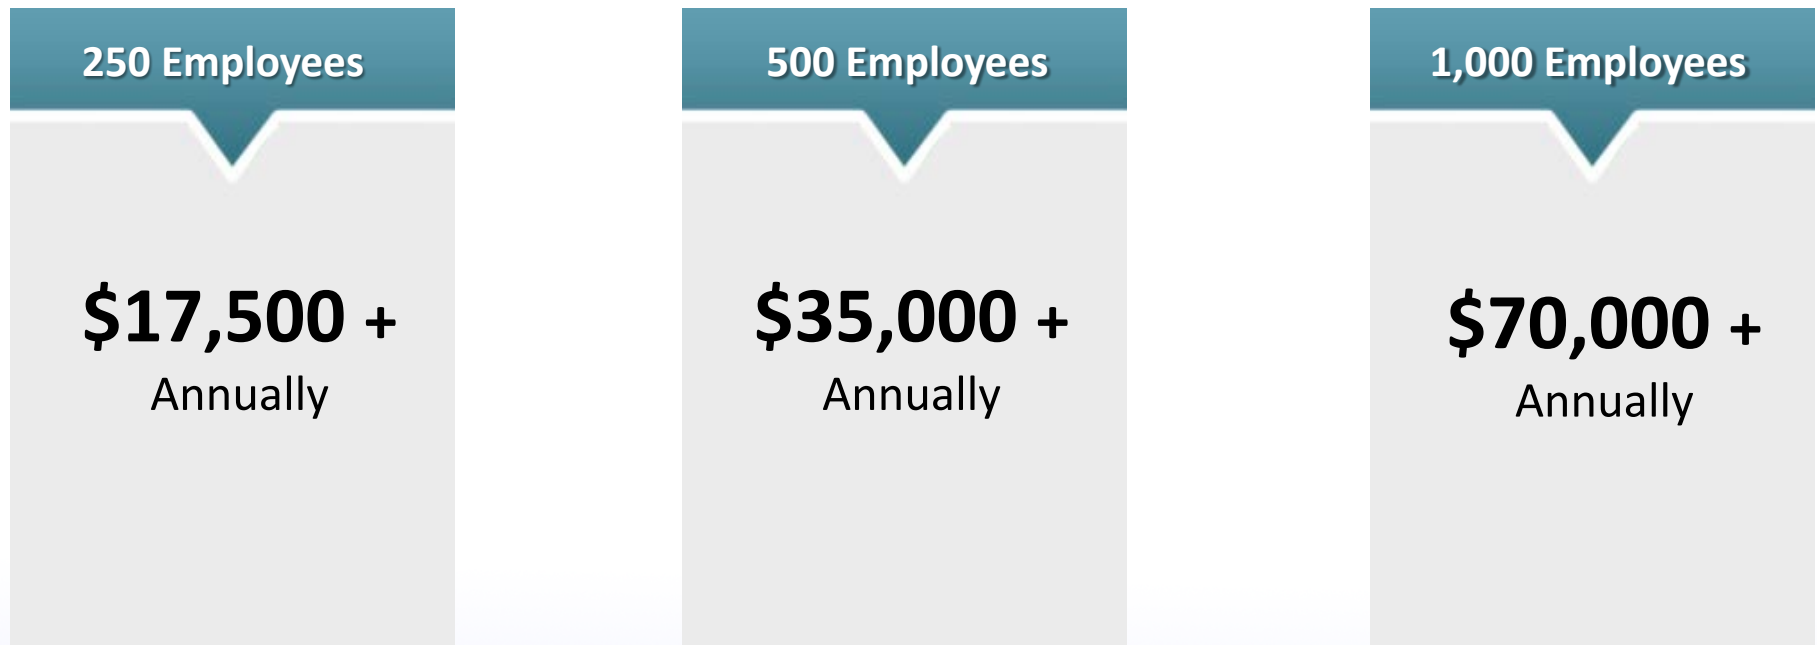 250 Employees
$17,500 +
Annually
500 Employees
$35,000 +
Annually
1,000 Employees
$70,000 +
Annually